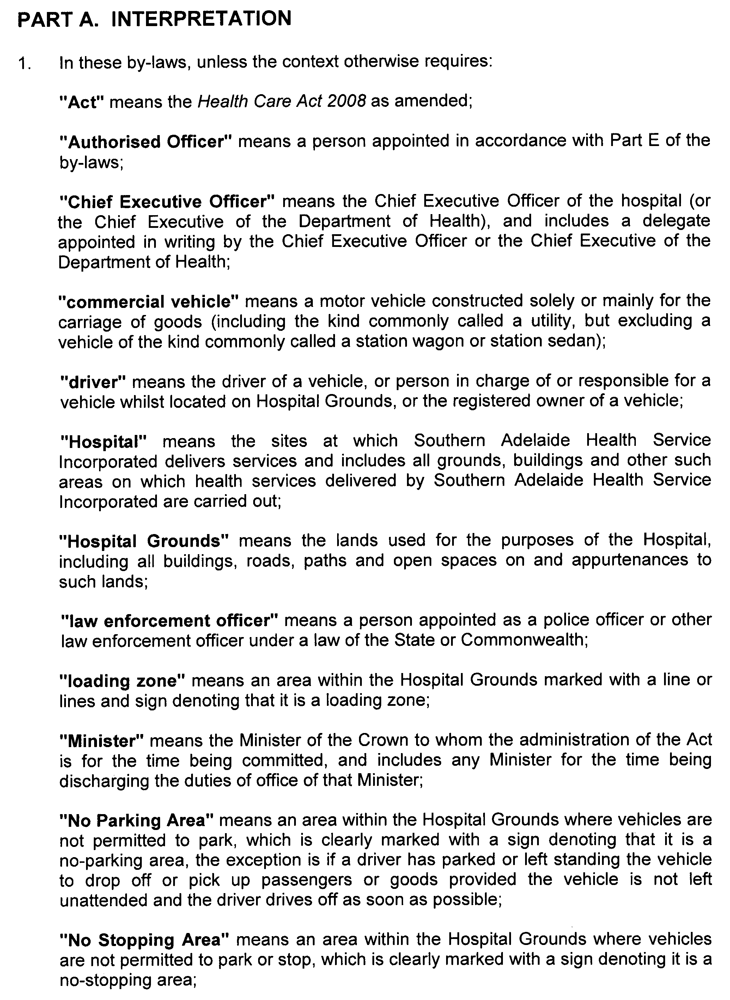 PART A. INTERPRETATION
1. In these by-laws, unless the context otherwise requires:
"Act" means the Health Care Act 2008 as amended;
"Authorised Officer" means a person appointed in accordance with Part E of the
by-laws;
"Chief Executive Officer" means the Chief Executive Officer of the hospital (or
the Chief Executive of the Department of Health), and includes a delegate
appointed in writing by the Chief Executive Officer or the Chief Executive of the
Department of Health;
"commercial vehicle" means a motor vehicle constructed solely or mainly for the
carriage of goods (including the kind commonly called a utility, but excluding a
vehicle of the kind commonly called a station wagon or station sedan);
"driver" means the driver of a vehicle, or person in charge of or responsible for a
vehicle whilst located on Hospital Grounds, or the registered owner of a vehicle;
"Hospital" means the sites at which Southern Adelaide Health Service
Incorporated delivers services and includes all grounds, buildings and other such
areas on which health services delivered by Southern Adelaide Health Service
Incorporated are carried out;
"Hospital Grounds" means the lands used for the purposes of the Hospital,
including all buildings, roads, paths and open spaces on and appurtenances to
such lands;
"law enforcement officer" means a person appointed as a police officer or other
law enforcement officer under a law of the State or Commonwealth;
"loading zone" means an area within the Hospital Grounds marked with a line or
lines and sign denoting that it is a loading zone;
"Minister" means the Minister of the Crown to whom the administration of the Act
is for the time being committed, and includes any Minister for the time being
discharging the duties of office of that Minister;
"No Parking Area" means an area within the Hospital Grounds where vehicles are
not permitted to park, which is clearly marked with a sign denoting that it is a
no-parking area, the exception is if a driver has parked or left standing the vehicle
to drop off or pick up passengers or goods provided the vehicle is not left
unattended and the driver drives off as soon as possible;
"No Stopping Area" means an area within the Hospital Grounds where vehicles
are not permitted to park or stop, which is clearly marked with a sign denoting it is a
no-stopping area;